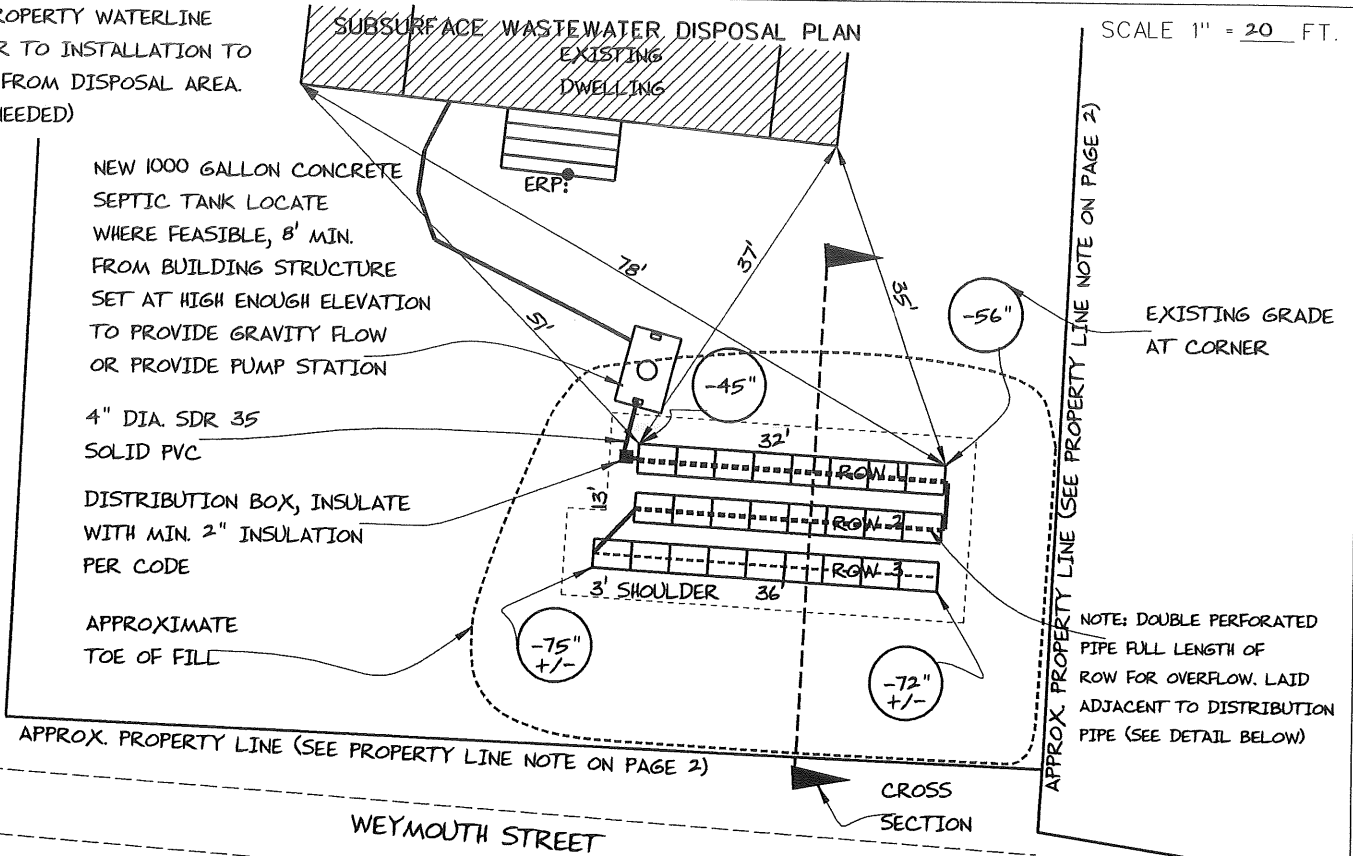 SUBSURFACE WASTEWATER DISPOSAL PLAN
SCALE 1" = 20 FT.
PROPERTY WATERLINE
R TO INSTALLATION TO
FROM DISPOSAL AREA.
NEEDED)
EXISTING
DWELLING
ERP:
NEW 1000 GALLON CONCRETE
SEPTIC TANK LOCATE
WHERE FEASIBLE, 8' MIN.
FROM BUILDING STRUCTURE
SET AT HIGH ENOUGH ELEVATION
TO PROVIDE GRAVITY FLOW
OR PROVIDE PUMP STATION
4" DIA. SDR 35
SOLID PVC
DISTRIBUTION BOX, INSULATE
WITH MIN. 2" INSULATION
PER CODE
APPROXIMATE
TOE OF FILL
51'
78'
37'
35'
-45"
-56"
EXISTING GRADE
AT CORNER
32'
13'
ROW 1
ROW 2
ROW 3
3' SHOULDER
36'
-75"
+/-
-72"
+/-
NOTE: DOUBLE PERFORATED
PIPE FULL LENGTH OF
ROW FOR OVERFLOW. LAID
ADJACENT TO DISTRIBUTION
PIPE (SEE DETAIL BELOW)
APPROX. PROPERTY LINE (SEE PROPERTY LINE NOTE ON PAGE 2)
APPROX. PROPERTY LINE (SEE PROPERTY LINE NOTE ON PAGE 2)
CROSS
SECTION
WEYMOUTH STREET